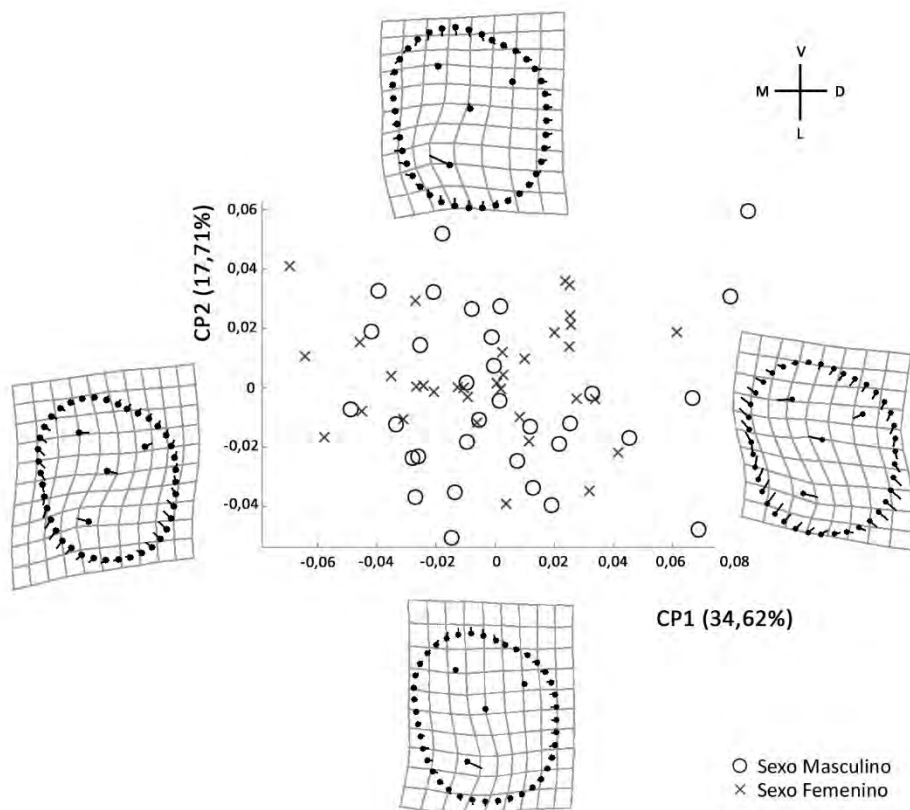 V
M D
L
CP2 (17,71%)
0,06
0,04
0,02
0
-0,02
-0,04
-0,06 -0,04 -0,02 0 0,02 0,04 0,06 0,08
CP1 (34,62%)
Sexo Masculino
Sexo Femenino